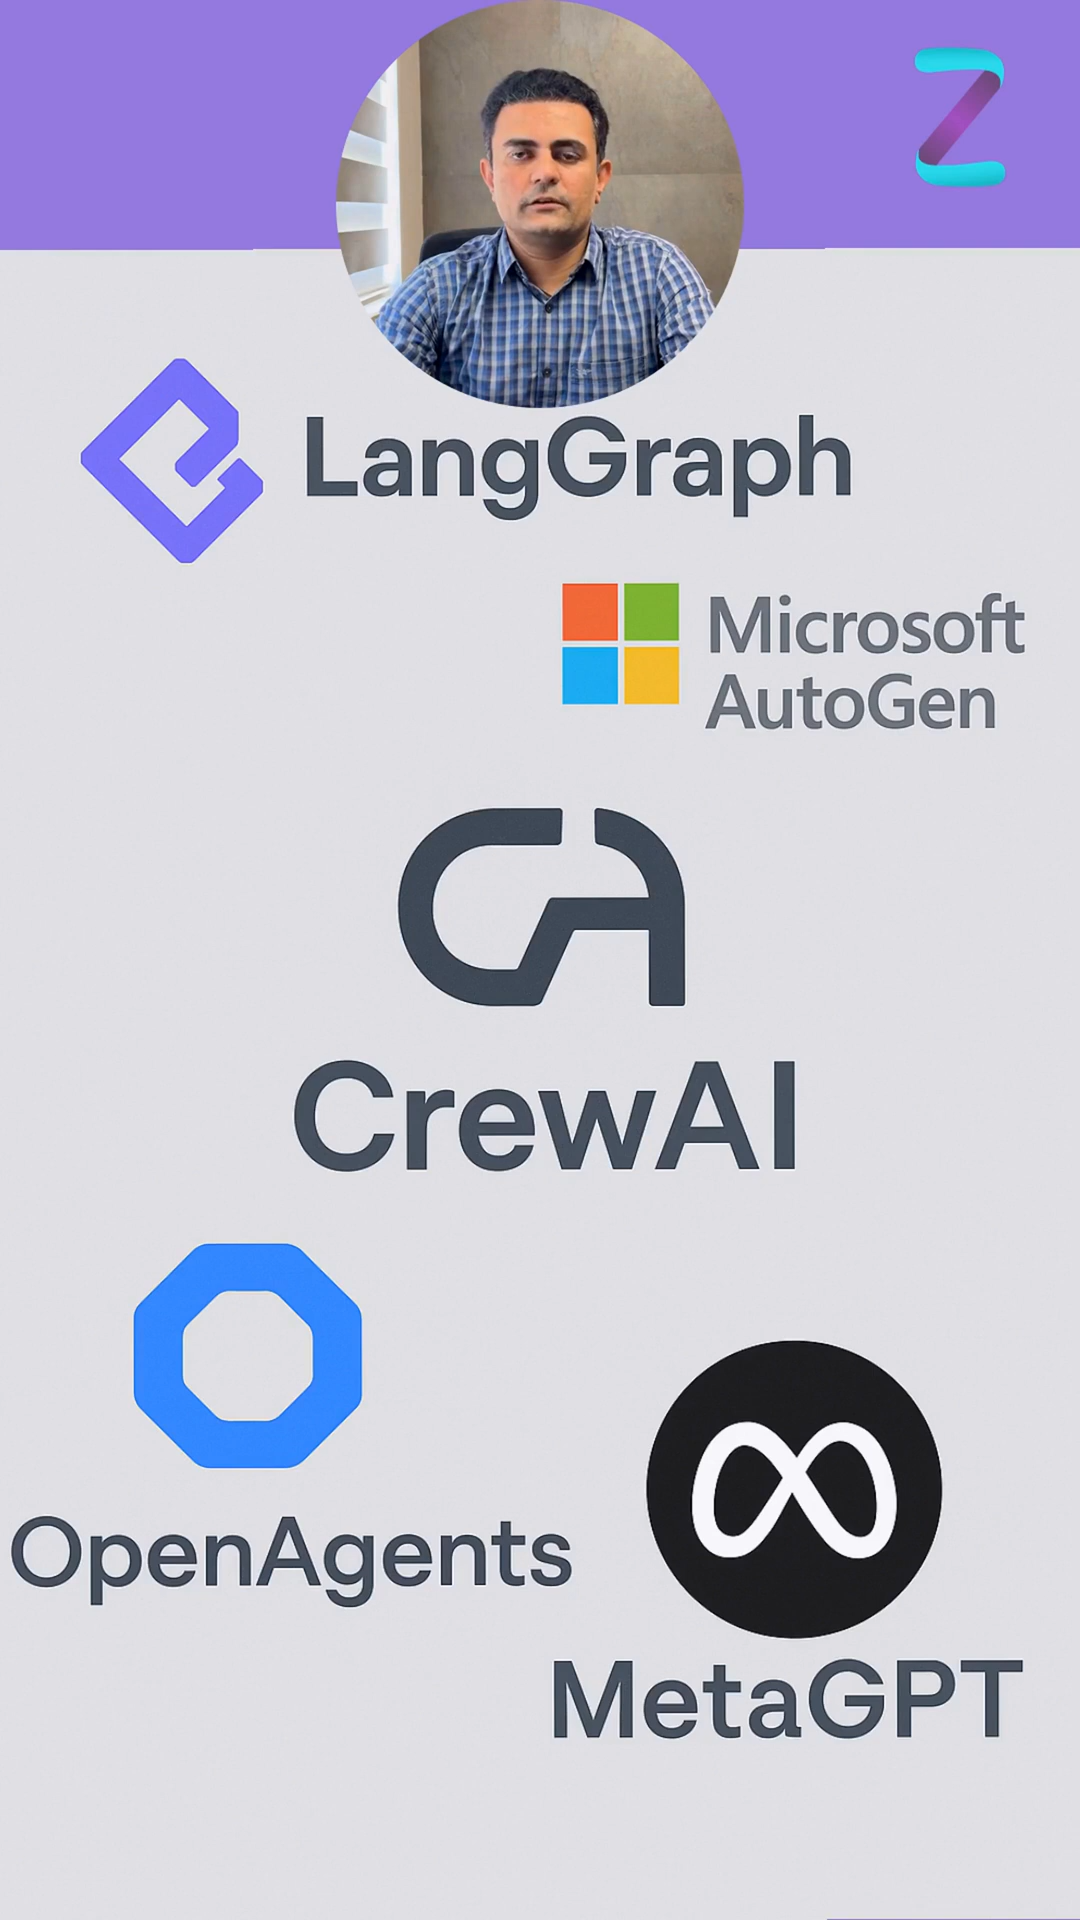 LangGraph
Microsoft
AutoGen
CrewAI
OpenAgents
MetaGPT